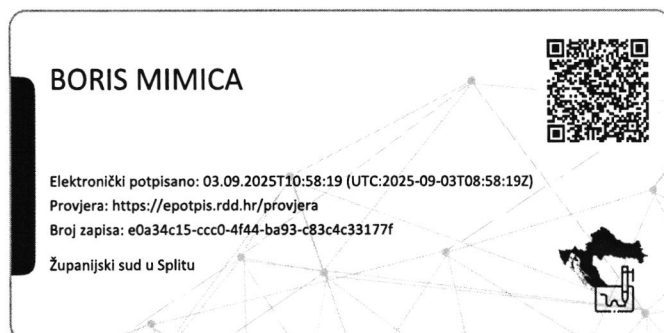 BORIS MIMICA
Elektronički potpisano: 03.09.2025T10:58:19 (UTC:2025-09-03T08:58:19Z)
Provjera: https://epotpis.rdd.hr/provjera
Broj zapisa: e0a34c15-ccc0-4f44-ba93-c83c4c33177f
Županijski sud u Splitu